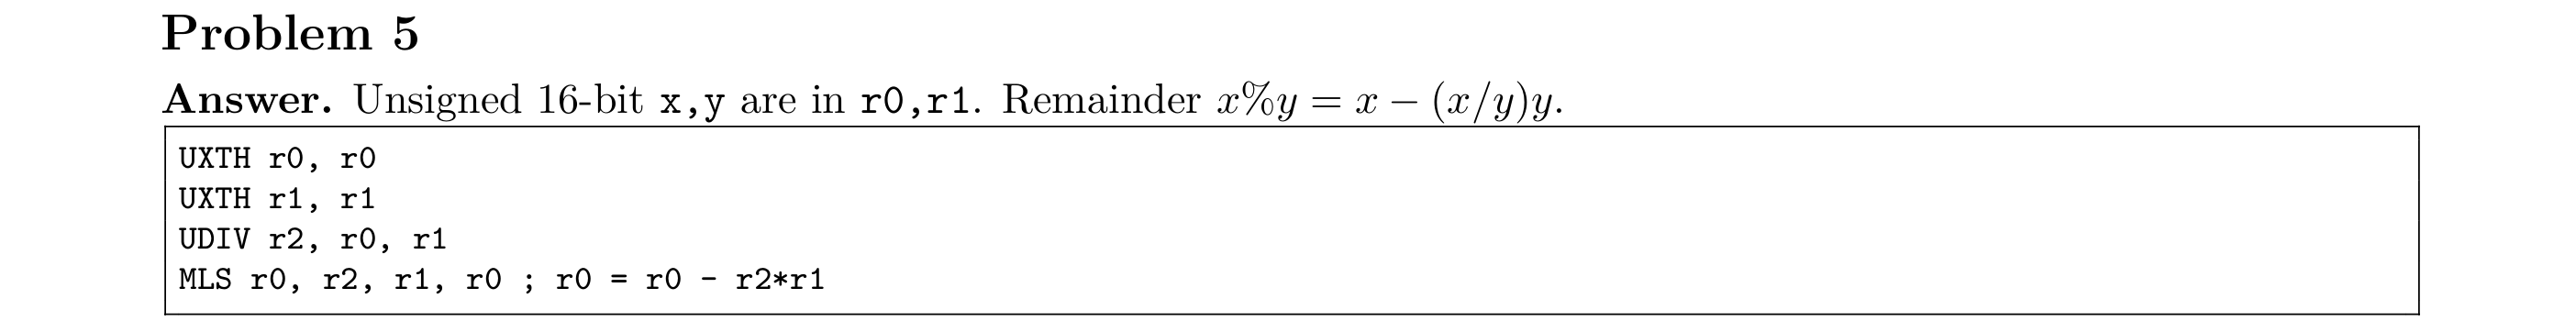 Problem 5
Answer. Unsigned 16-bit x,y are in r0,r1. Remainder x%y = x − (x/y)y.
UXTH r0, r0
UXTH r1, r1
UDIV r2, r0, r1
MLS r0, r2, r1, r0 ; r0 = r0 - r2*r1